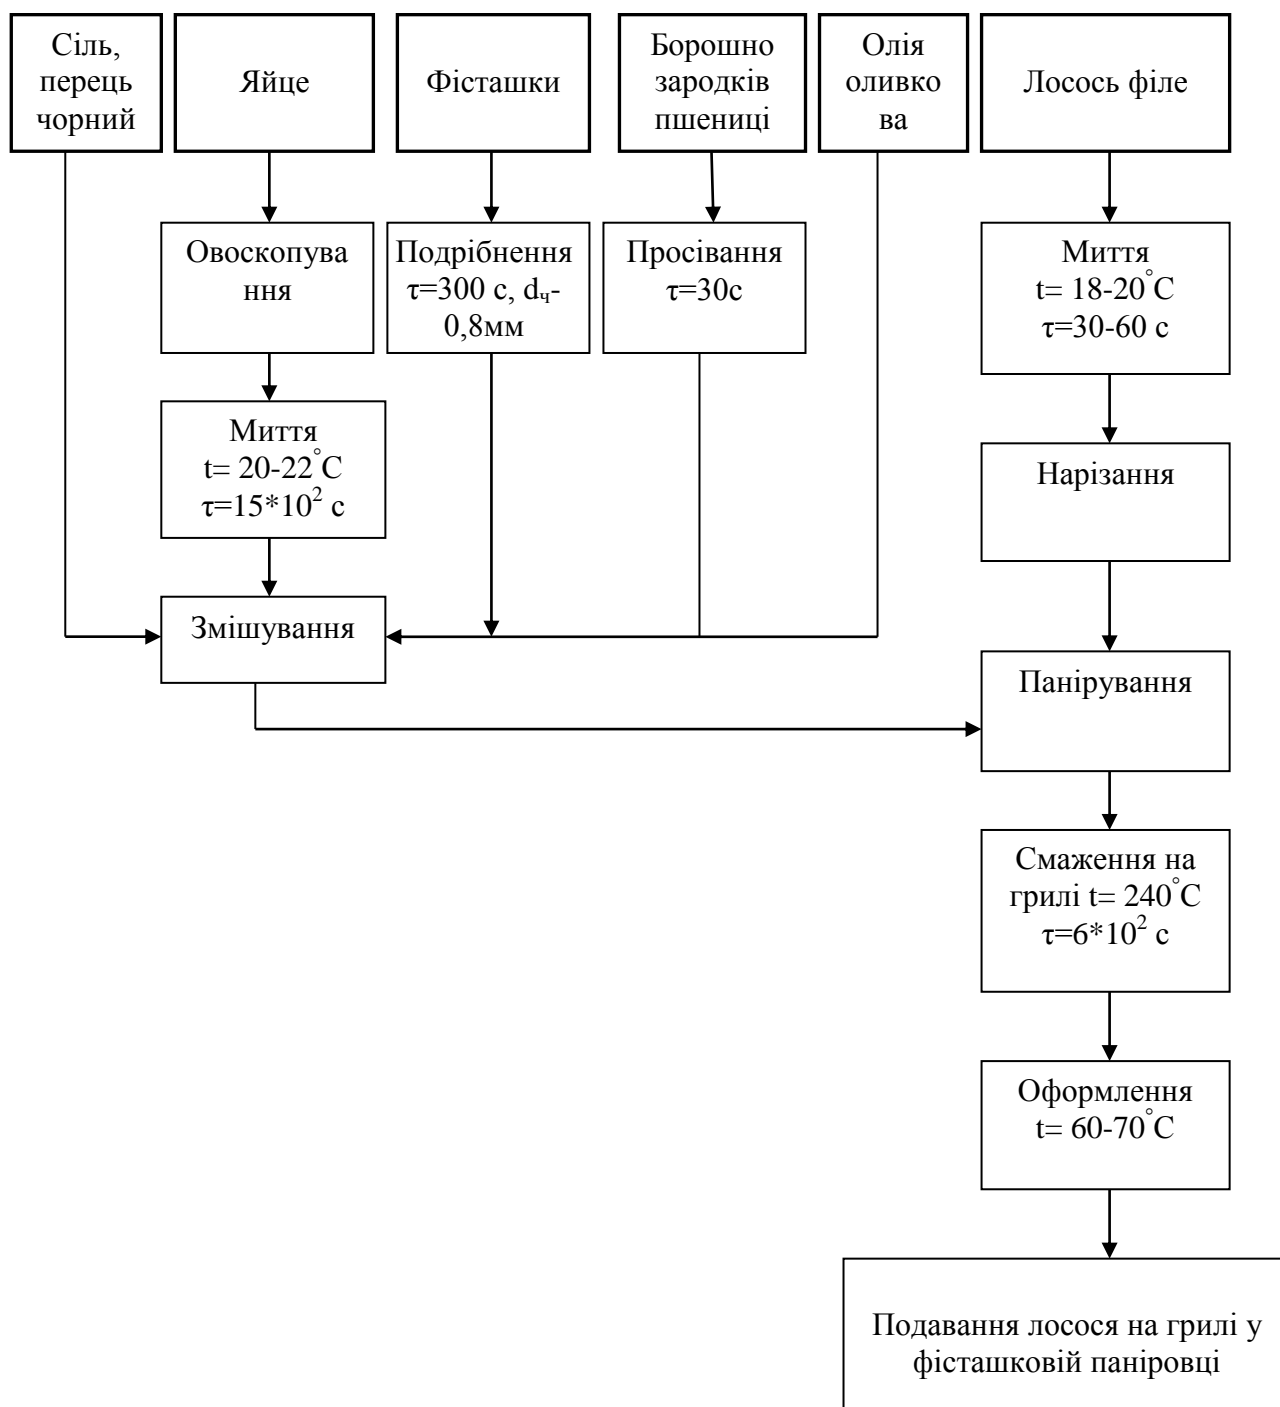 Сіль,
перець
чорний
Яйце
Фісташки
Борошно
зародків
пшениці
Олія
оливко
ва
Лосось філе
Овоскопува
ння
Подрібнення
τ=300 с, dч-
0,8мм
Просівання
τ=30с
Миття
t= 18-20°С
τ=30-60 с
Миття
t= 20-22°С
τ=15*10² с
Нарізання
Змішування
Панірування
Смаження на
грилі t= 240°С
τ=6*10² с
Оформлення
t= 60-70°С
Подавання лосося на грилі у
фісташковій паніровці